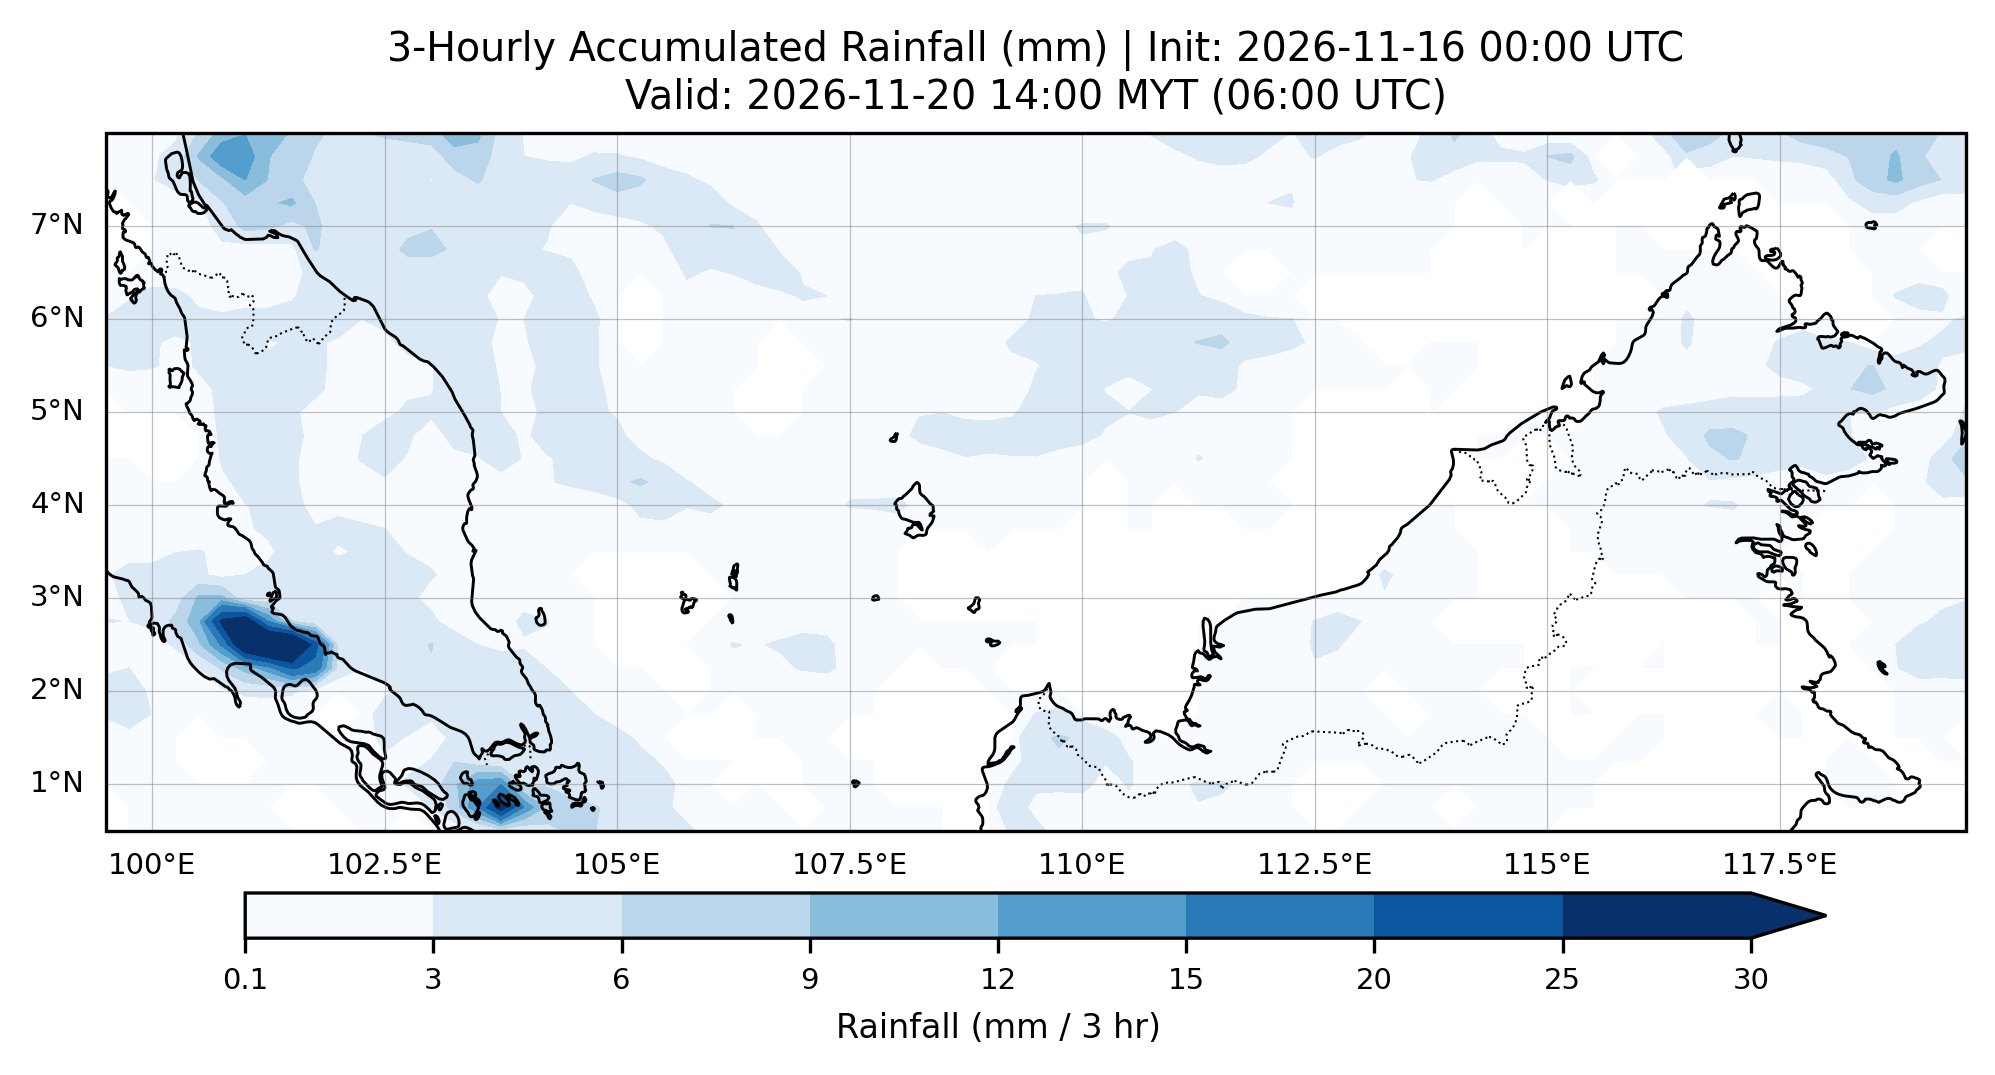 3-Hourly Accumulated Rainfall (mm) | Init: 2026-11-16 00:00 UTC
Valid: 2026-11-20 14:00 MYT (06:00 UTC)
7°N
6°N
5°N
4°N
3°N
2°N
1°N
100°E 102.5°E 105°E 107.5°E 110°E 112.5°E 115°E 117.5°E
0.1 3 6 9 12 15 20 25 30
Rainfall (mm / 3 hr)